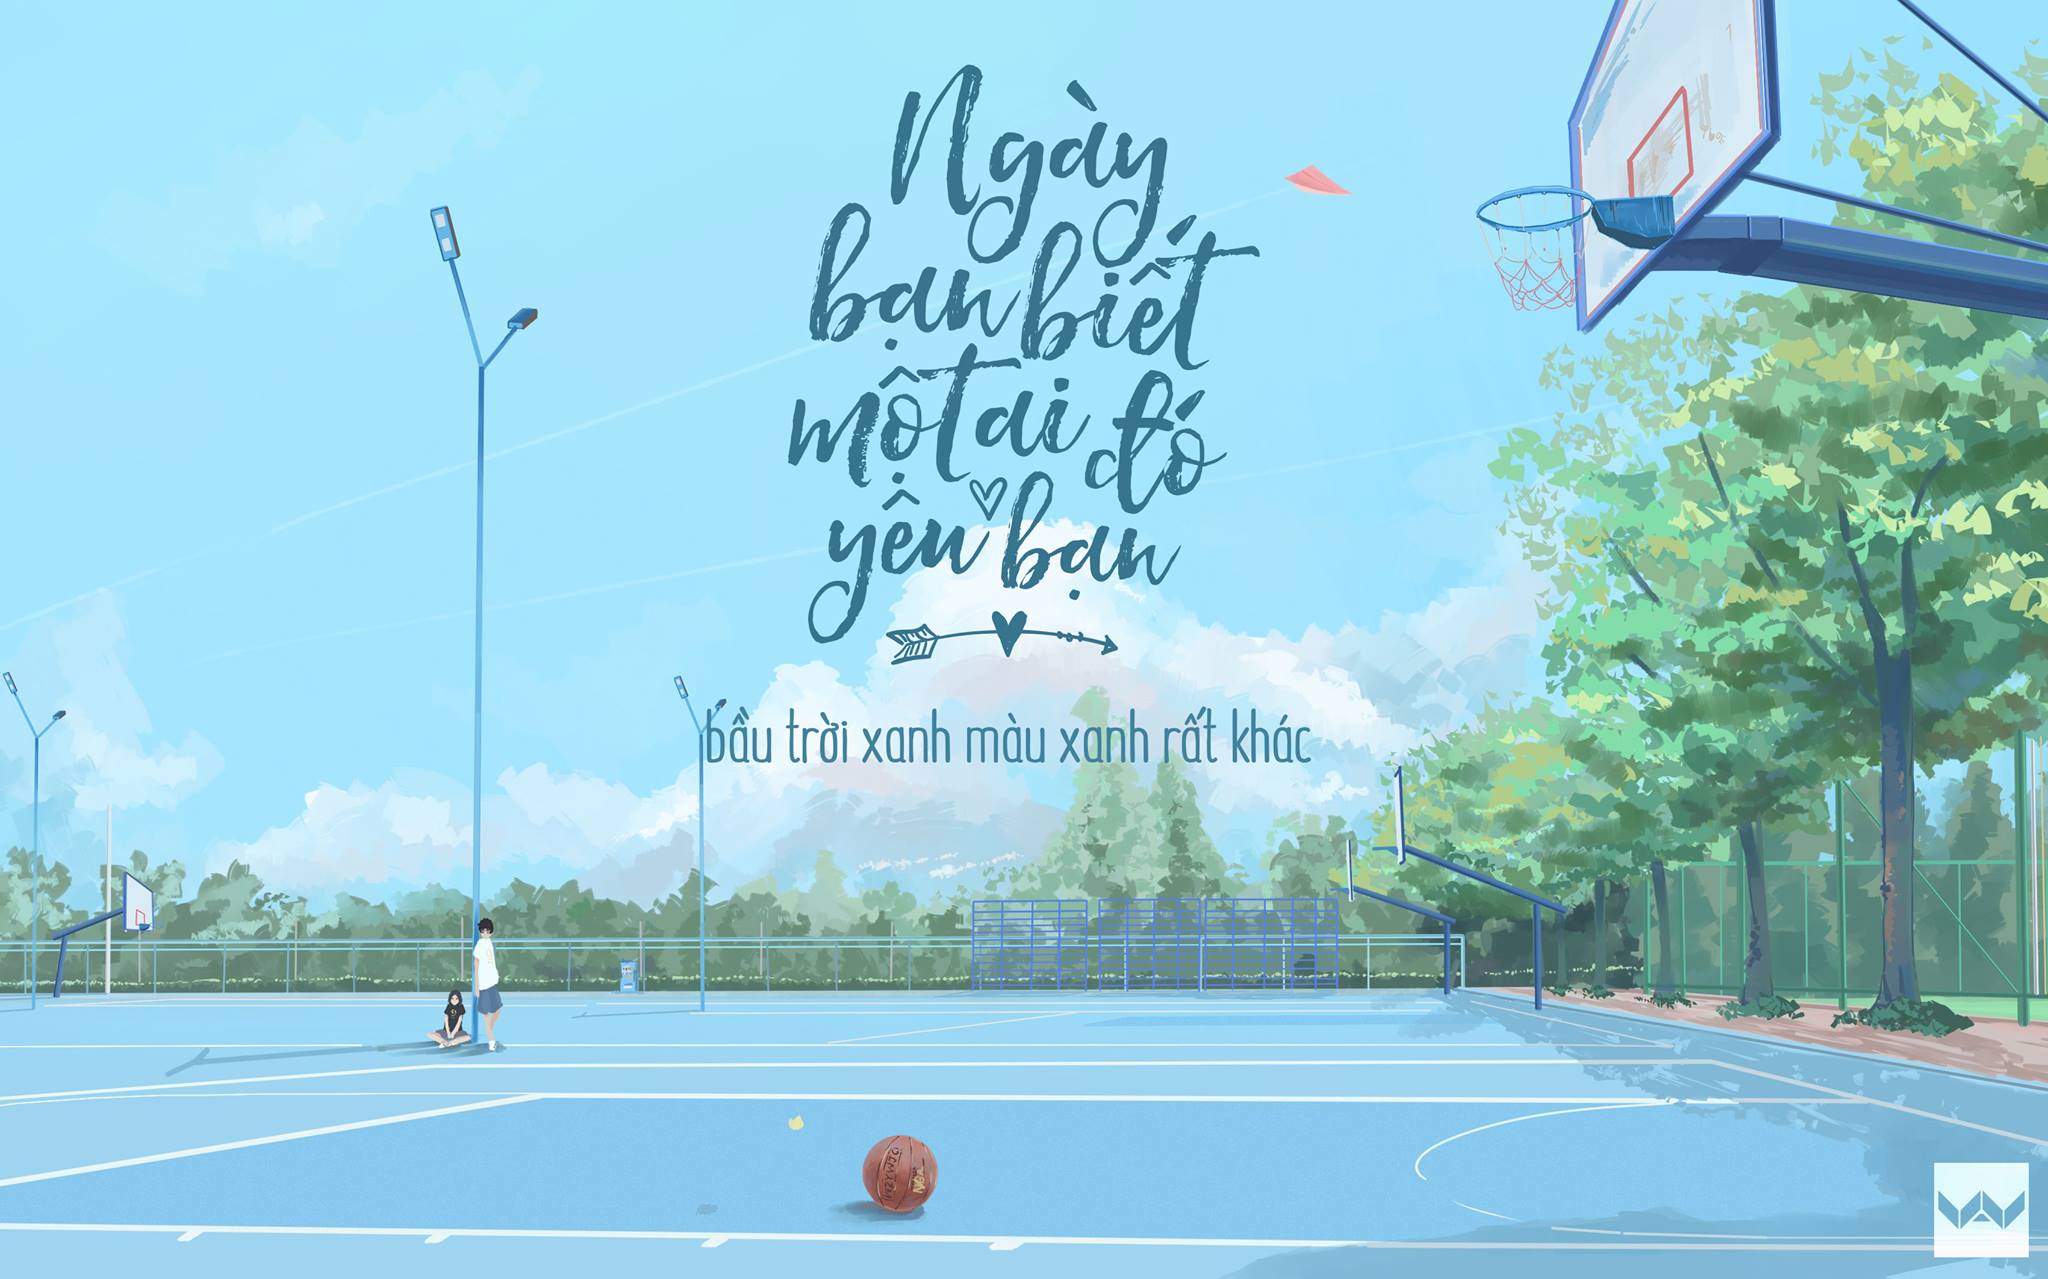 Ngày
bạn biết
một ai đó
yêu bạn
bầu trời xanh màu xanh rất khác